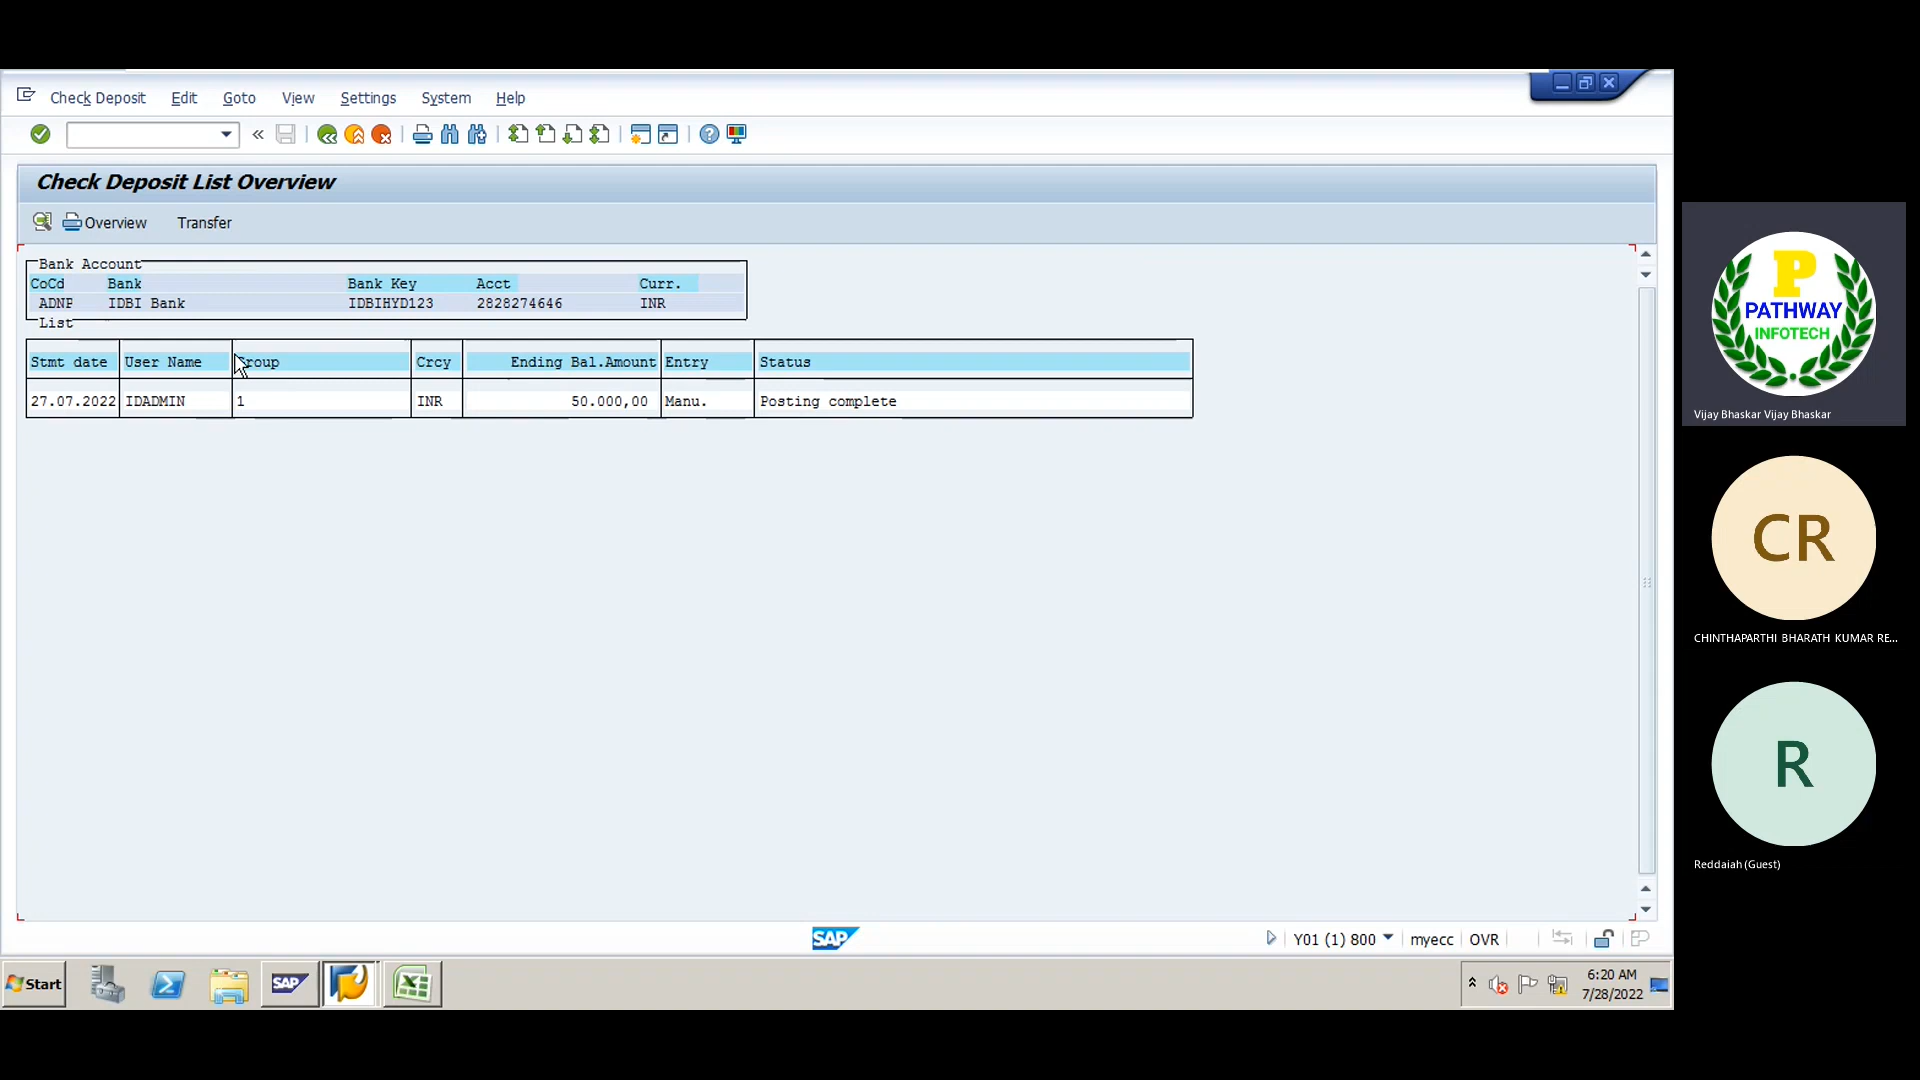 Check Deposit Edit Goto View Settings System Help
Check Deposit List Overview
Overview Transfer
Bank Account
CoCd Bank Bank Key Acct Curr.
ADNP IDBI Bank IDBIHYD123 2828274646 INR
List
Stmt date User Name Group Crcy Ending Bal.Amount Entry Status
27.07.2022 IDADMIN 1 INR 50.000,00 Manu. Posting complete
SAP
Y01 (1) 800 myecc OVR
Start
SAP
6:20 AM
7/28/2022
P
PATHWAY
INFOTECH
Vijay Bhaskar Vijay Bhaskar
CR
CHINTHAPARTHI BHARATH KUMAR RE...
R
Reddaiah (Guest)